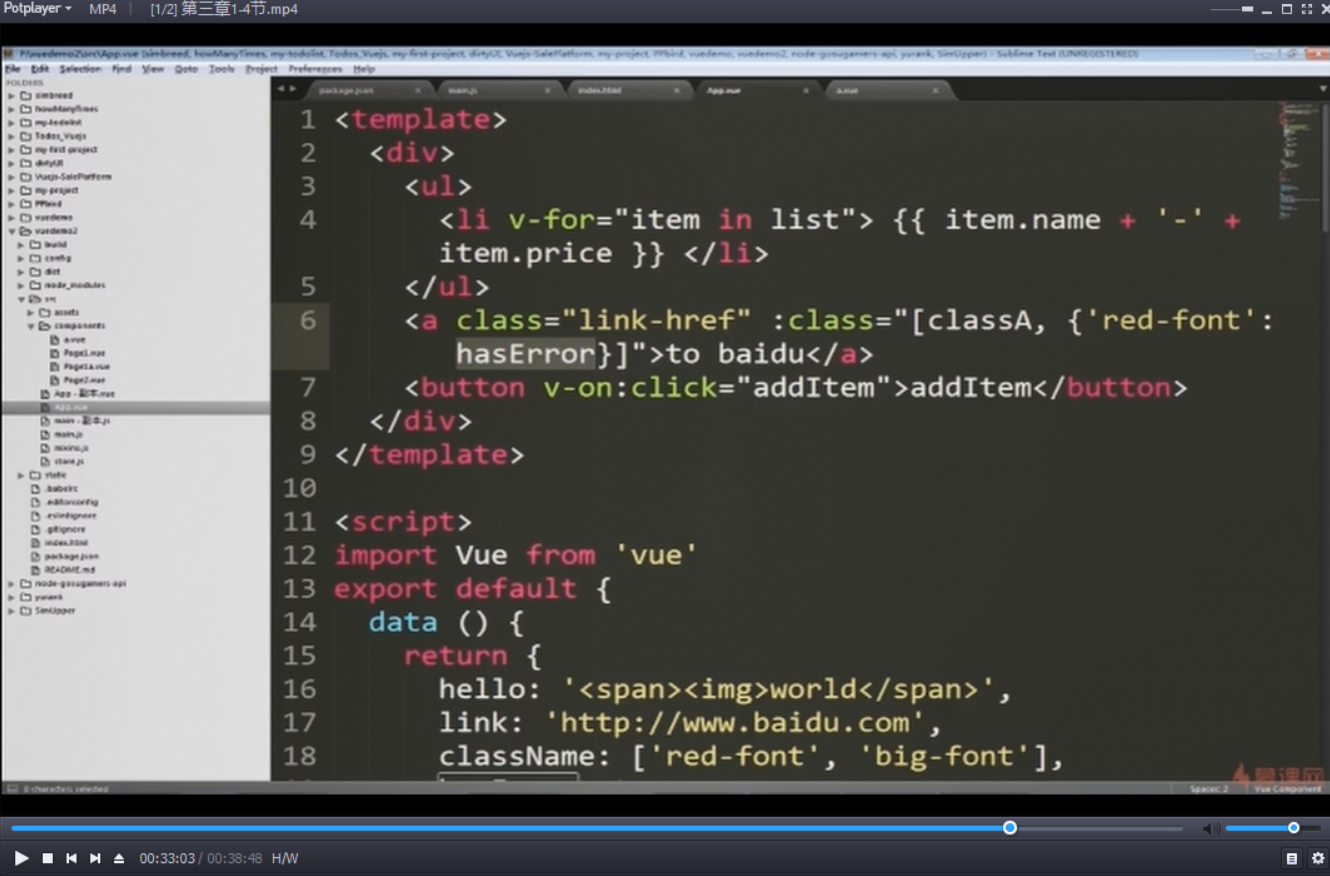 Potplayer MP4 [1/2] 第三章1-4节.mp4
F:\vuedemo2\src\App.vue (simbreed, howManyTimes, my-todolist, Todos_Vuejs, my-first-project, dirtyUI, Vuejs-SalePlatform, my-project, PPbird, vuedemo, vuedemo2, node-gosugamers-api, yurank, SimUpper) - Sublime Text (UNREGISTERED)
File Edit Selection Find View Goto Tools Project Preferences Help
FOLDERS
simbreed
howManyTimes
my-todolist
Todos_Vuejs
my-first-project
dirtyUI
Vuejs-SalePlatform
my-project
PPbird
vuedemo
vuedemo2
build
config
dist
node_modules
src
assets
components
a.vue
Page1.vue
Page1a.vue
Page2.vue
App - 副本.vue
App.vue
main - 副本.js
main.js
mixins.js
store.js
static
.babelrc
.editorconfig
.eslintignore
.gitignore
index.html
package.json
README.md
node-gosugamers-api
yurank
SimUpper
package.json main.js index.html App.vue a.vue
1 <template>
2 <div>
3 <ul>
4 <li v-for="item in list"> {{ item.name + '-' +
item.price }} </li>
5 </ul>
6 <a class="link-href" :class="[classA, {'red-font':
hasError}]">to baidu</a>
7 <button v-on:click="addItem">addItem</button>
8 </div>
9 </template>
10
11 <script>
12 import Vue from 'vue'
13 export default {
14 data () {
15 return {
16 hello: '<span><img>world</span>',
17 link: 'http://www.baidu.com',
18 className: ['red-font', 'big-font'],
8 characters selected Spaces: 2 Vue Component
爱课网
00:33:03 / 00:38:48 H/W